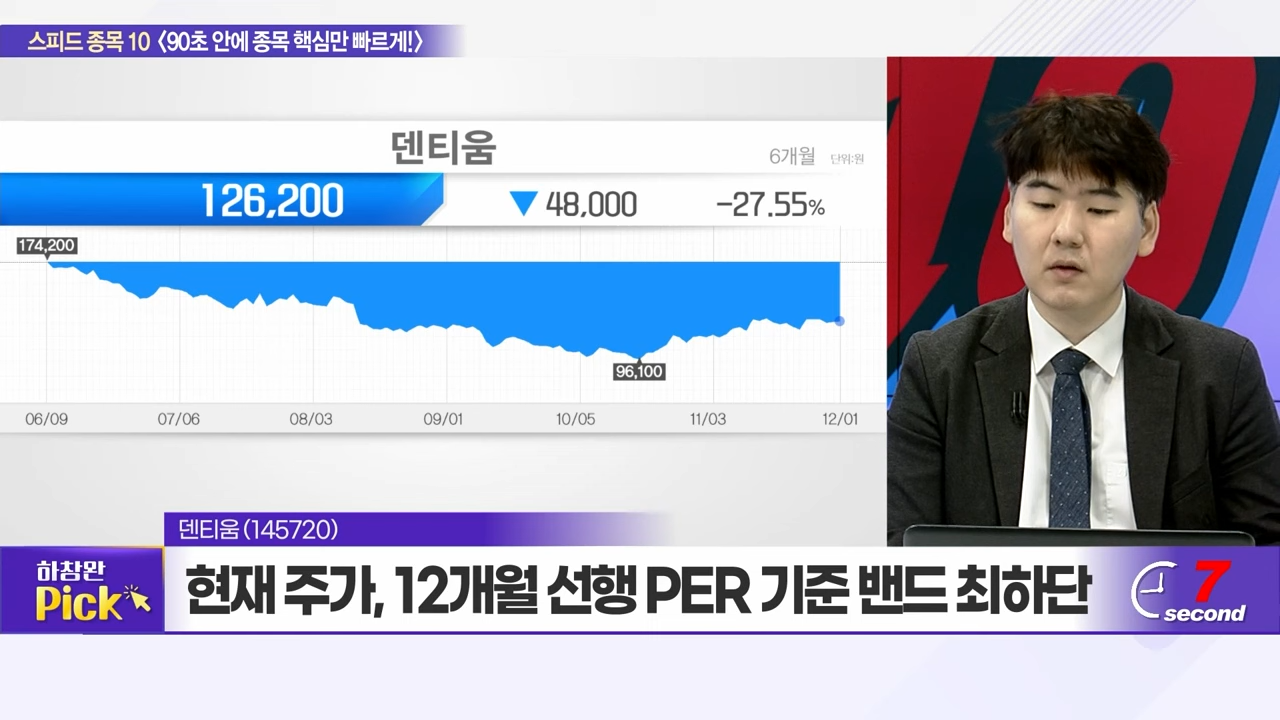 스피드 종목 10 〈90초 안에 종목 핵심만 빠르게!〉
덴티움
6개월 단위:원
126,200 ▼ 48,000 -27.55%
174,200
96,100
06/09 07/06 08/03 09/01 10/05 11/03 12/01
덴티움 (145720)
하창완
Pick
현재 주가, 12개월 선행 PER 기준 밴드 최하단
7
second